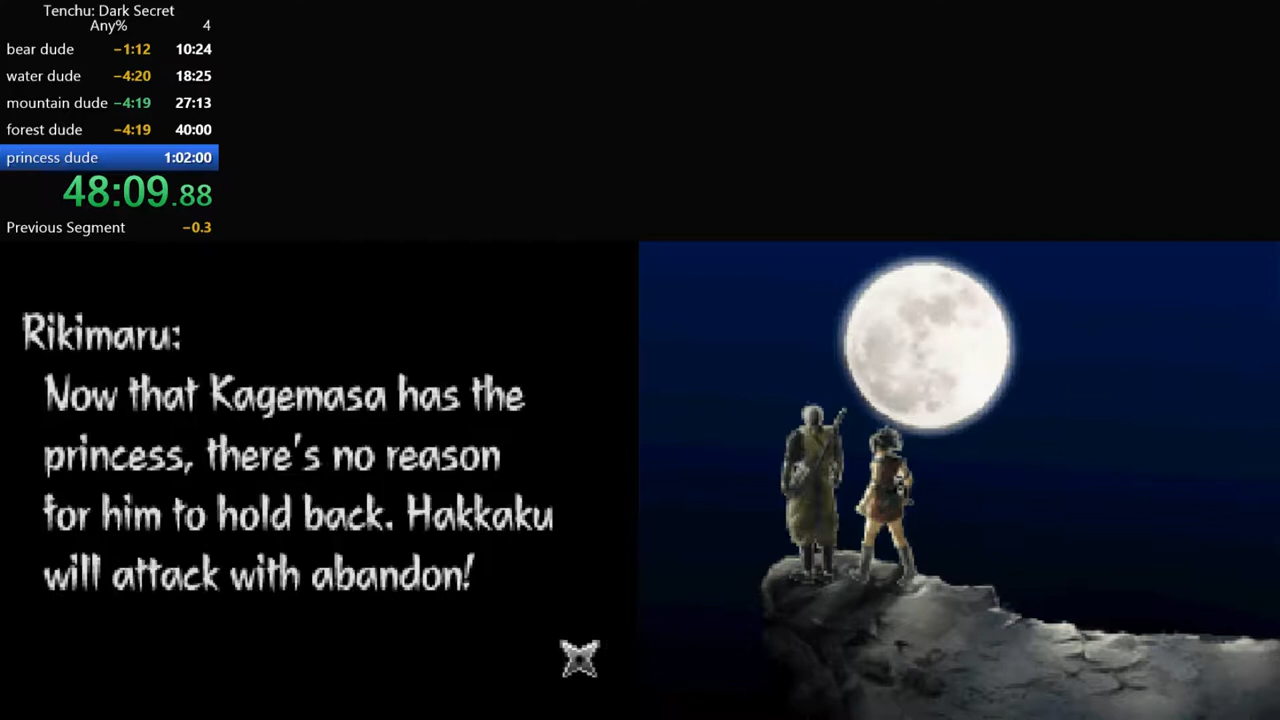 Tenchu: Dark Secret
Any% 4
bear dude −1:12 10:24
water dude −4:20 18:25
mountain dude −4:19 27:13
forest dude −4:19 40:00
princess dude 1:02:00
48:09.88
Previous Segment −0.3
Rikimaru:
Now that Kagemasa has the
princess, there's no reason
for him to hold back. Hakkaku
will attack with abandon!